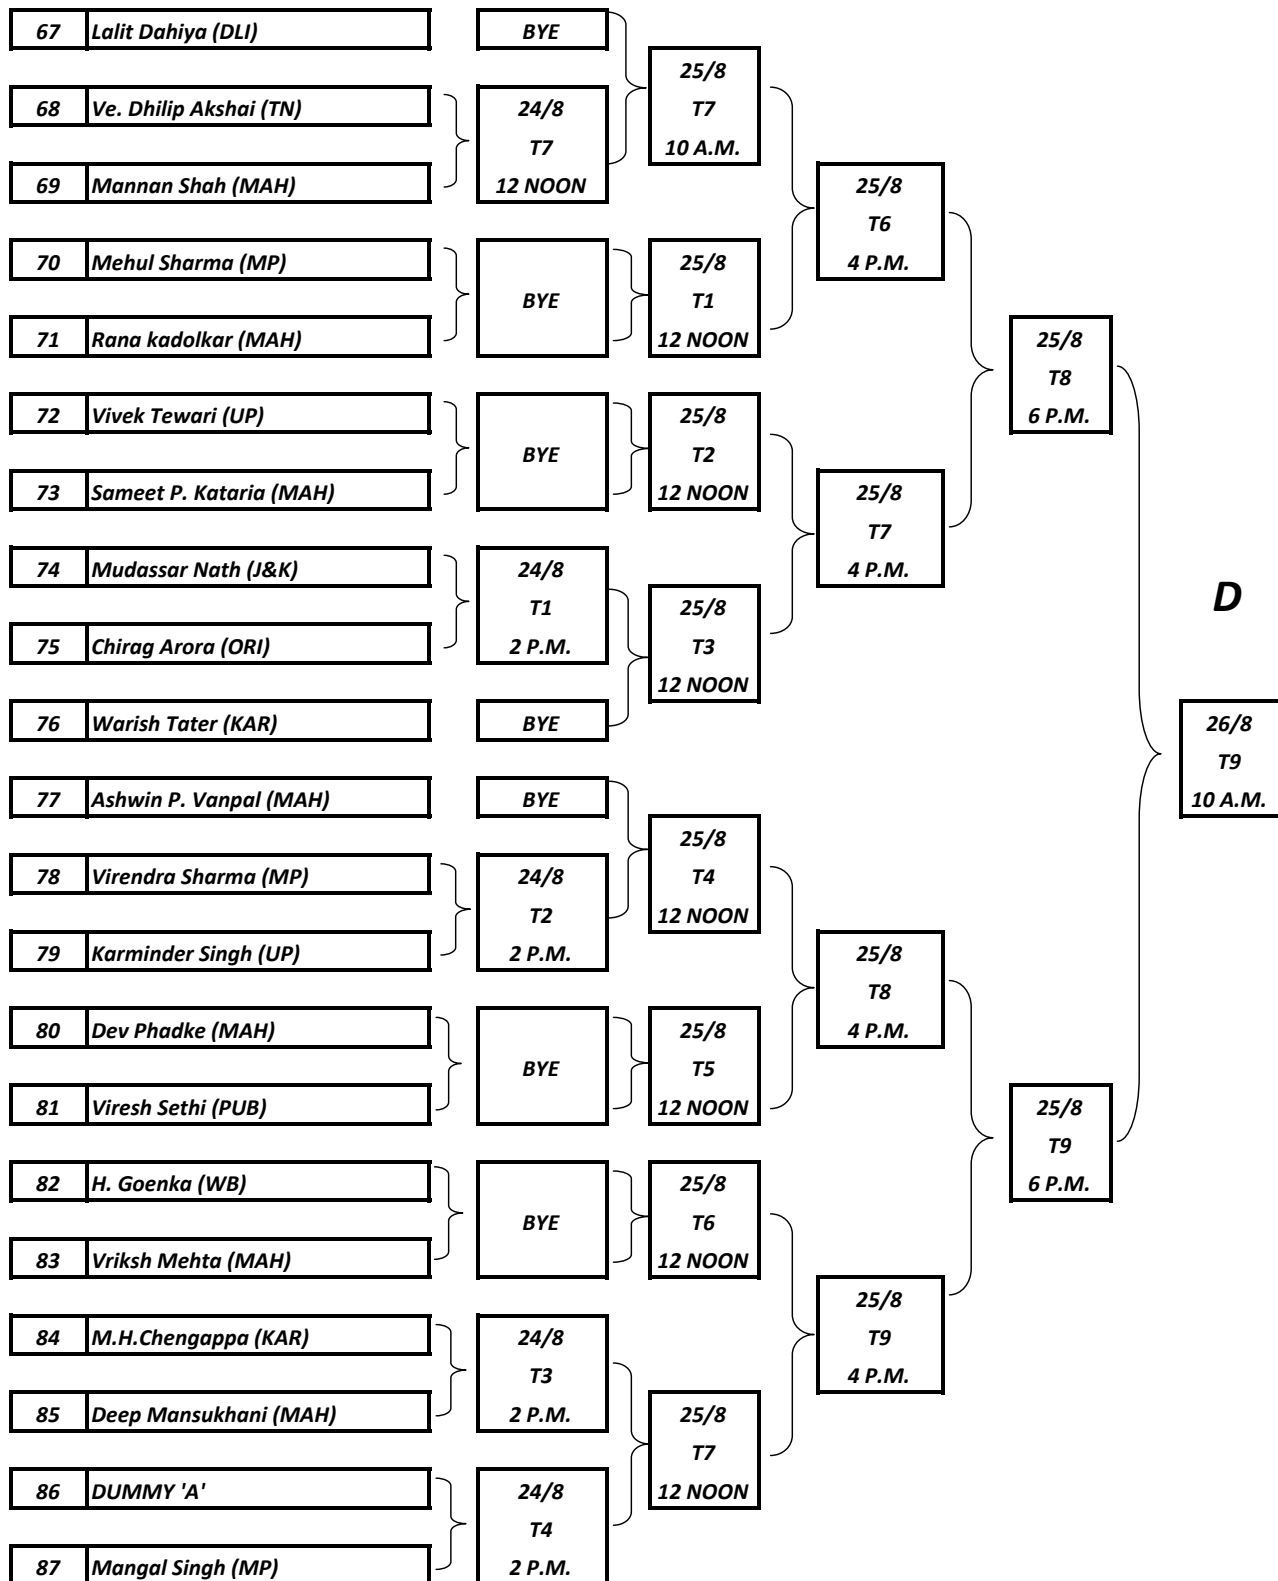 67 Lalit Dahiya (DLI) BYE
25/8
68 Ve. Dhilip Akshai (TN) 24/8 T7
T7 10 A.M.
69 Mannan Shah (MAH) 12 NOON 25/8
T6
70 Mehul Sharma (MP) 25/8 4 P.M.
BYE T1
71 Rana kadolkar (MAH) 12 NOON 25/8
T8
72 Vivek Tewari (UP) 25/8 6 P.M.
BYE T2
73 Sameet P. Kataria (MAH) 12 NOON 25/8
T7
74 Mudassar Nath (J&K) 24/8 4 P.M.
T1 25/8 D
75 Chirag Arora (ORI) 2 P.M. T3
12 NOON
76 Warish Tater (KAR) BYE 26/8
T9
77 Ashwin P. Vanpal (MAH) BYE 10 A.M.
25/8
78 Virendra Sharma (MP) 24/8 T4
T2 12 NOON
79 Karminder Singh (UP) 2 P.M. 25/8
T8
80 Dev Phadke (MAH) 25/8 4 P.M.
BYE T5
81 Viresh Sethi (PUB) 12 NOON 25/8
T9
82 H. Goenka (WB) 25/8 6 P.M.
BYE T6
83 Vriksh Mehta (MAH) 12 NOON
25/8
84 M.H.Chengappa (KAR) 24/8 T9
T3 4 P.M.
85 Deep Mansukhani (MAH) 2 P.M. 25/8
T7
86 DUMMY 'A' 24/8 12 NOON
T4
87 Mangal Singh (MP) 2 P.M.